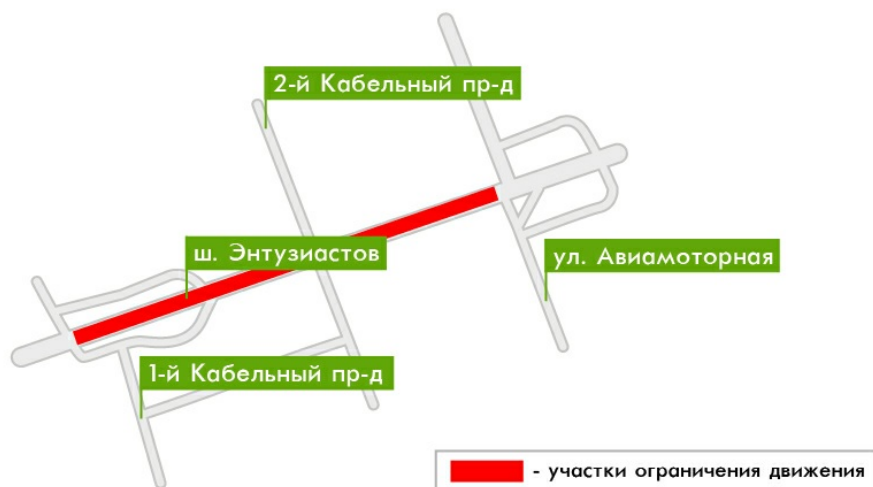 2-й Кабельный пр-д
ш. Энтузиастов
ул. Авиамоторная
1-й Кабельный пр-д
- участки ограничения движения